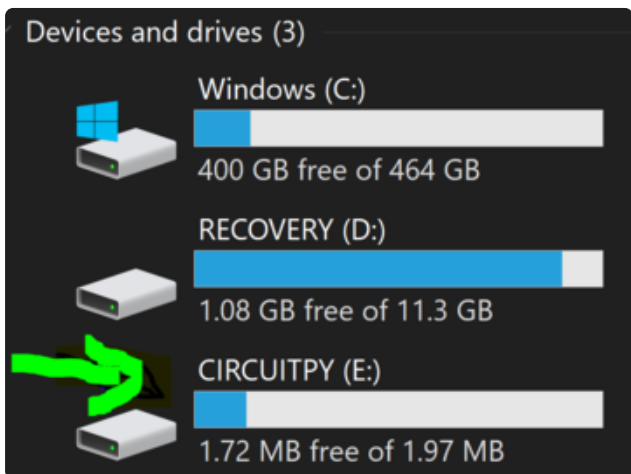 Devices and drives (3)
Windows (C:)
400 GB free of 464 GB
RECOVERY (D:)
1.08 GB free of 11.3 GB
CIRCUITPY (E:)
1.72 MB free of 1.97 MB